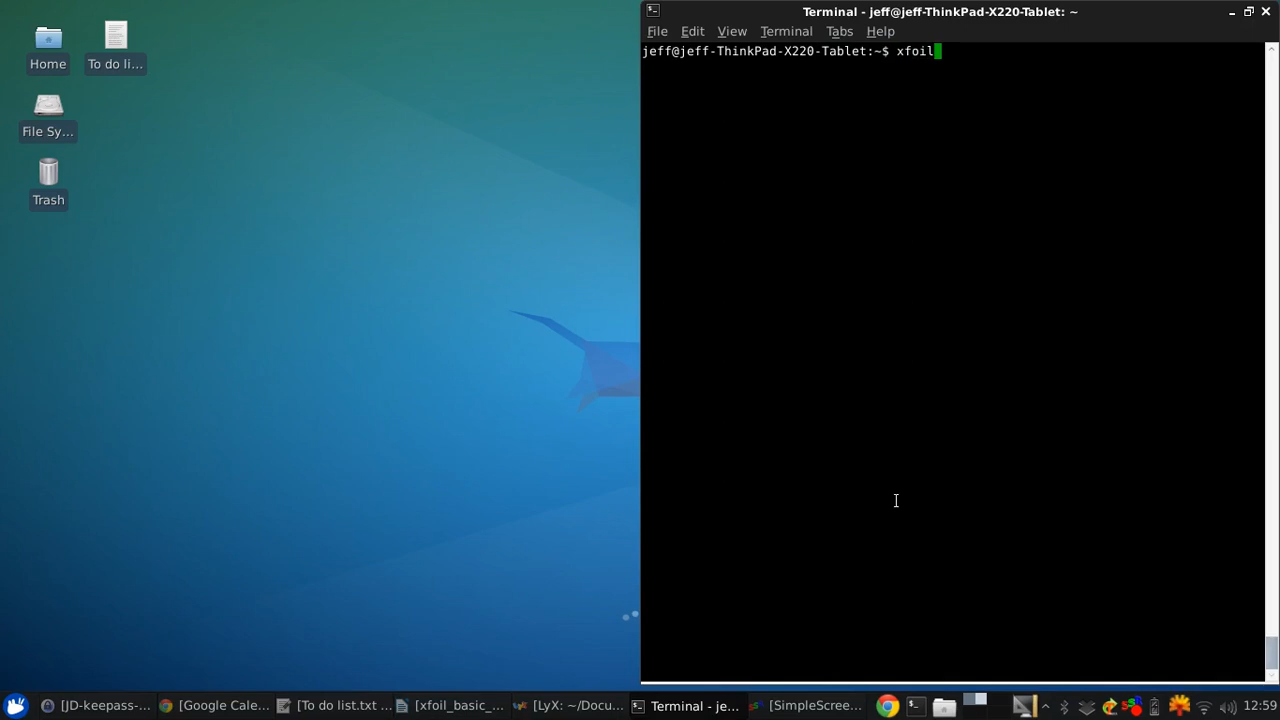 Terminal - jeff@jeff-ThinkPad-X220-Tablet: ~
File Edit View Terminal Tabs Help
jeff@jeff-ThinkPad-X220-Tablet:~$ xfoil
Home
To do li...
File Sy...
Trash
[JD-keepass-...
[Google Cale...
[To do list.txt ...
[xfoil_basic_...
[LyX: ~/Docu...
Terminal - je...
[SimpleScree...
12:59